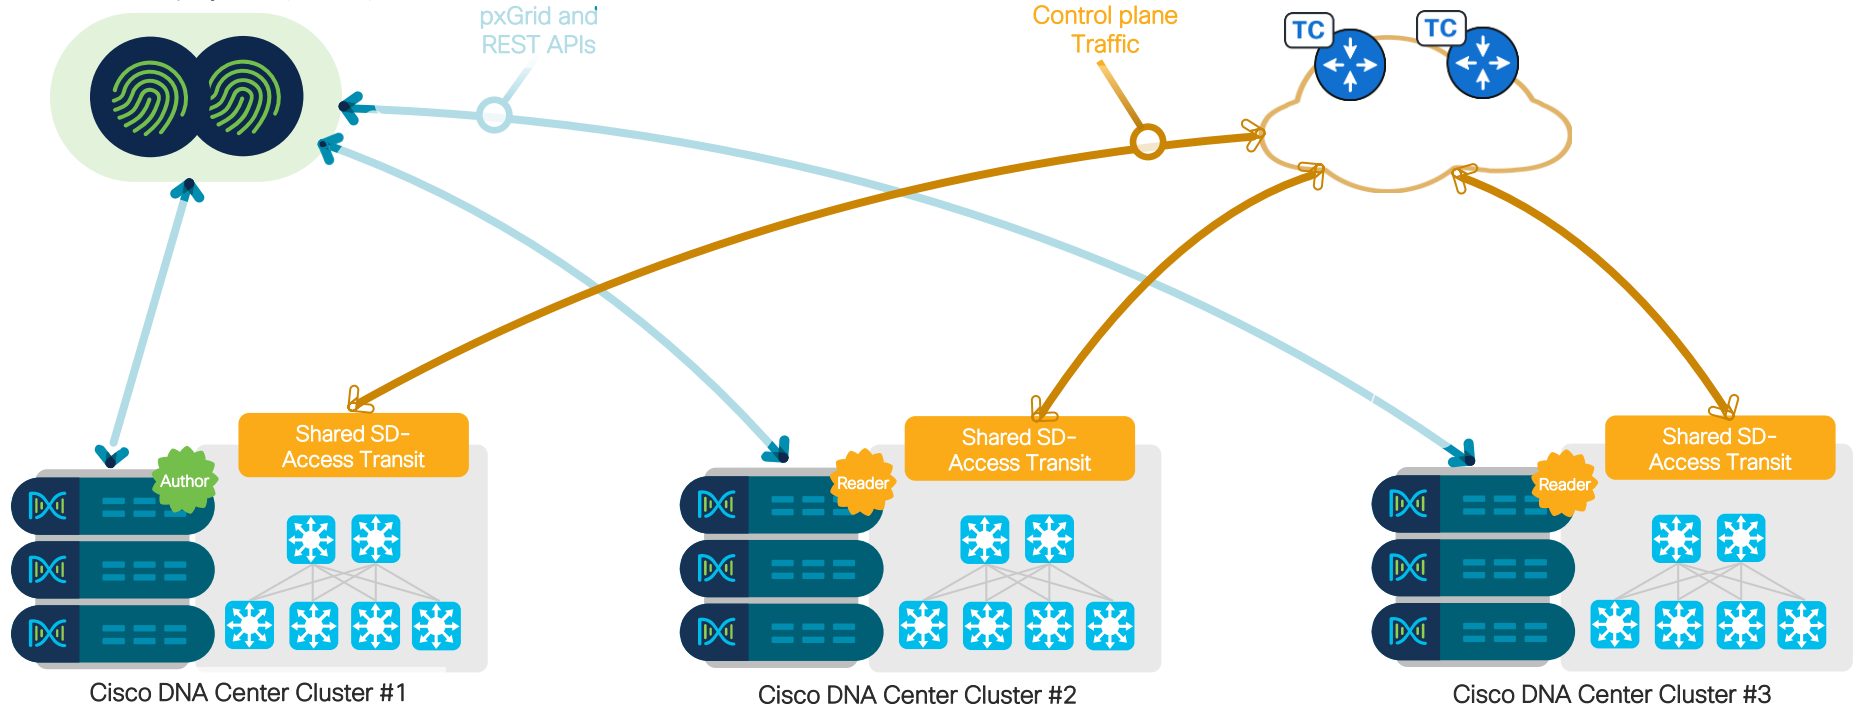 pxGrid and
REST APIs
Control plane
Traffic
TC
TC
Shared SD-
Access Transit
Author
Shared SD-
Access Transit
Reader
Shared SD-
Access Transit
Reader
Cisco DNA Center Cluster #1
Cisco DNA Center Cluster #2
Cisco DNA Center Cluster #3